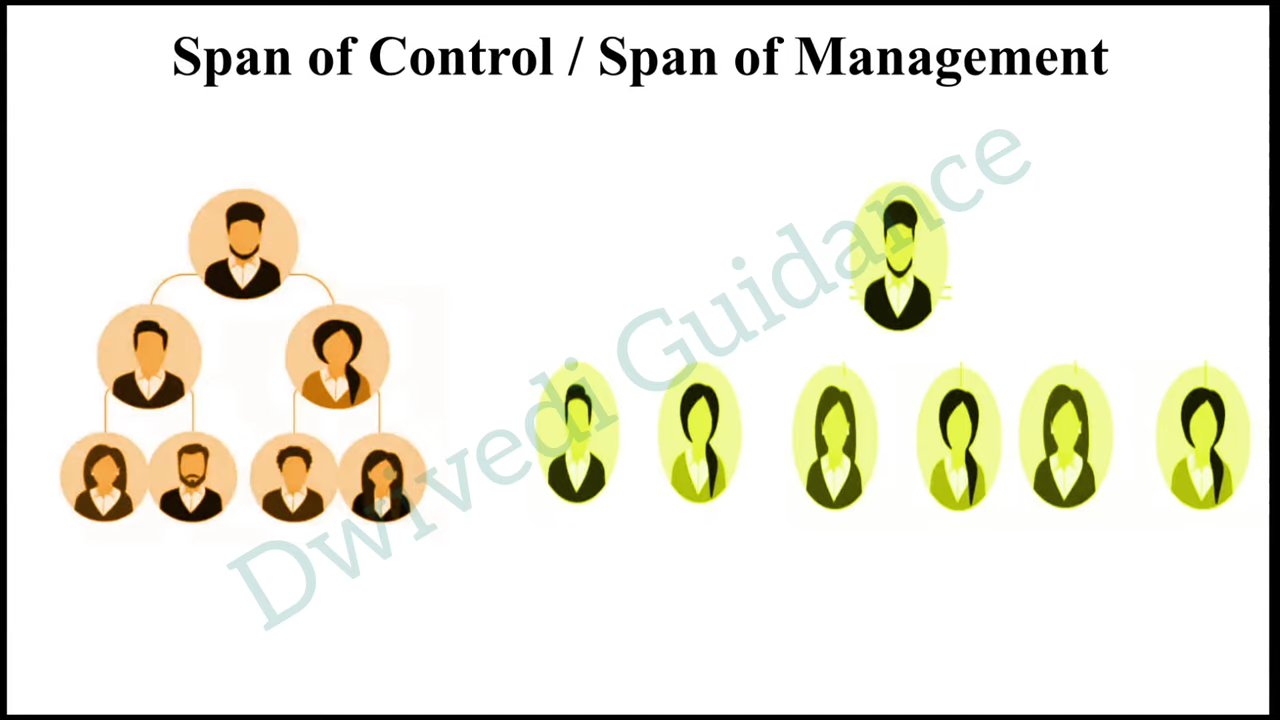 Span of Control / Span of Management
Dwivedi Guidance